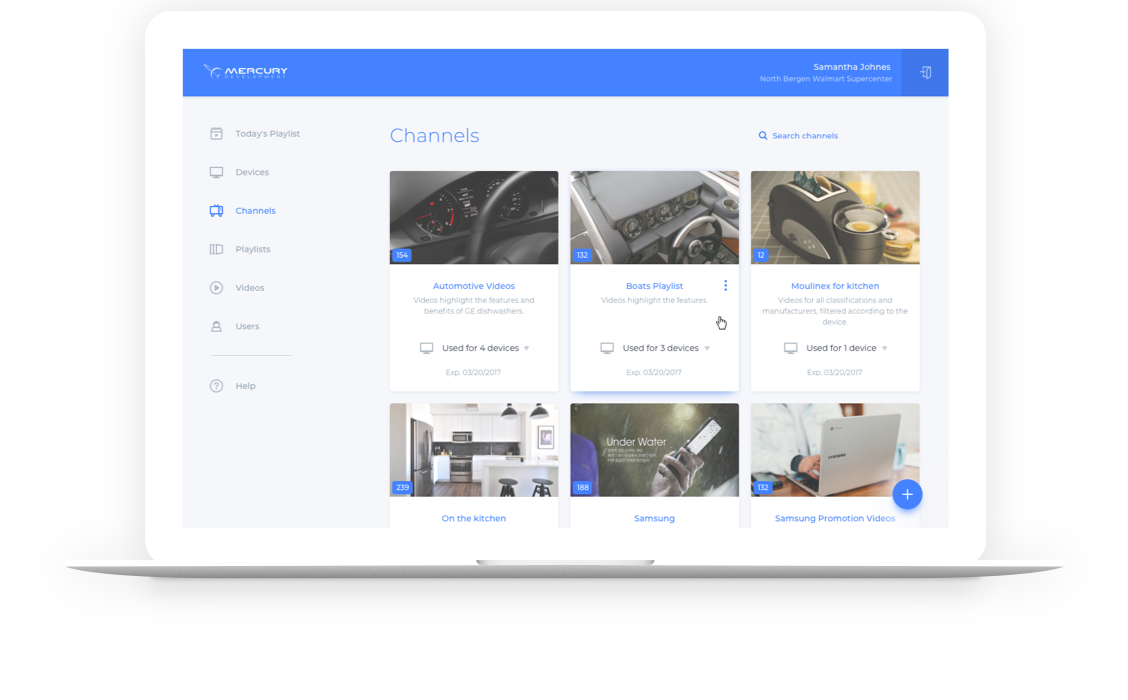 MERCURY
DEVELOPMENT
Samantha Johnes
North Bergen Walmart Supercenter
Today's Playlist
Devices
Channels
Playlists
Videos
Users
Help
Channels
Search channels
154
Automotive Videos
Videos highlight the features and
benefits of GE dishwashers.
Used for 4 devices
Exp. 03/20/2017
132
Boats Playlist
Videos highlight the features.
Used for 3 devices
Exp. 03/20/2017
12
Moulinex for kitchen
Videos for all classifications and
manufacturers, filtered according to the
device.
Used for 1 device
Exp. 03/20/2017
239
On the kitchen
Under Water
188
Samsung
SAMSUNG
132
Samsung Promotion Videos